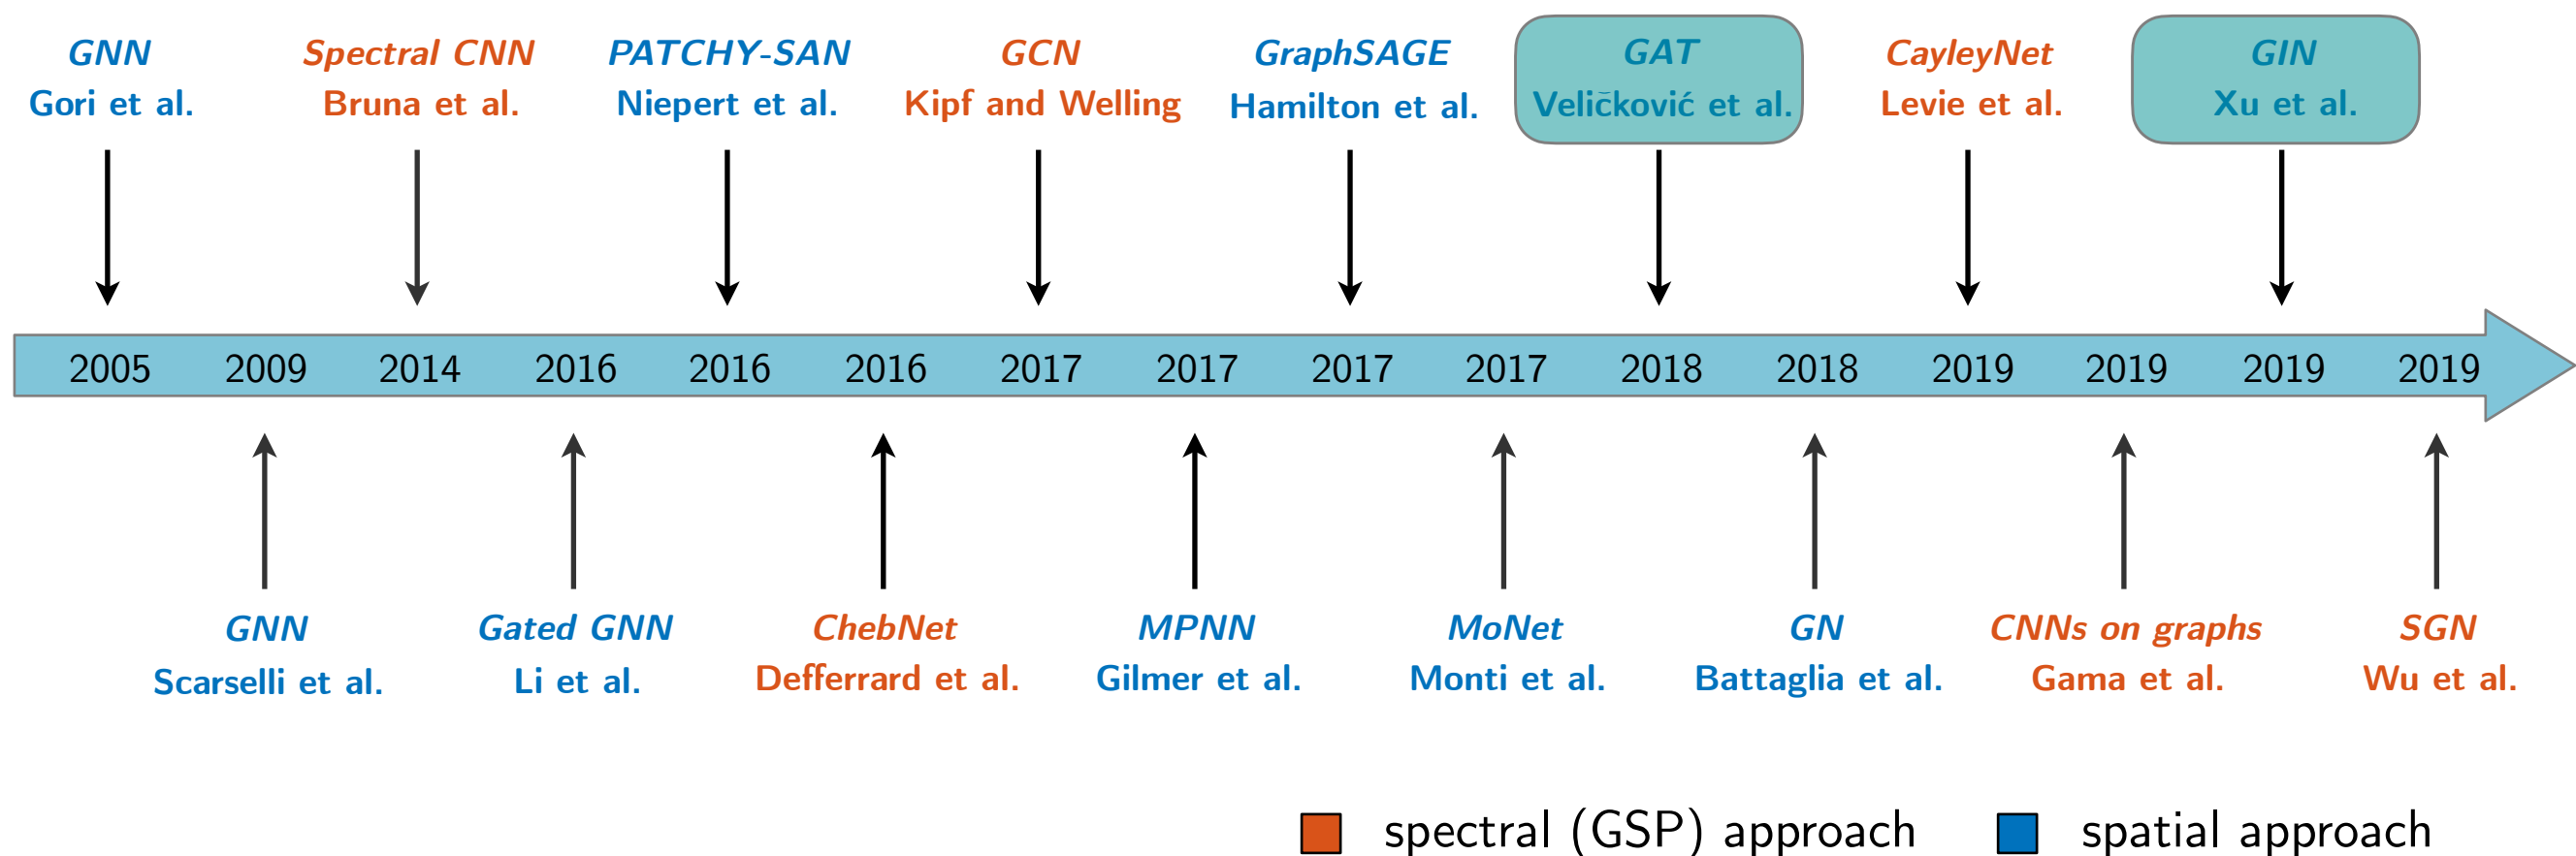 GNN
Gori et al.
Spectral CNN
Bruna et al.
PATCHY-SAN
Niepert et al.
GCN
Kipf and Welling
GraphSAGE
Hamilton et al.
GAT
Veličković et al.
CayleyNet
Levie et al.
GIN
Xu et al.
2005 2009 2014 2016 2016 2016 2017 2017 2017 2017 2018 2018 2019 2019 2019 2019
GNN
Scarselli et al.
Gated GNN
Li et al.
ChebNet
Defferrard et al.
MPNN
Gilmer et al.
MoNet
Monti et al.
GN
Battaglia et al.
CNNs on graphs
Gama et al.
SGN
Wu et al.
spectral (GSP) approach
spatial approach